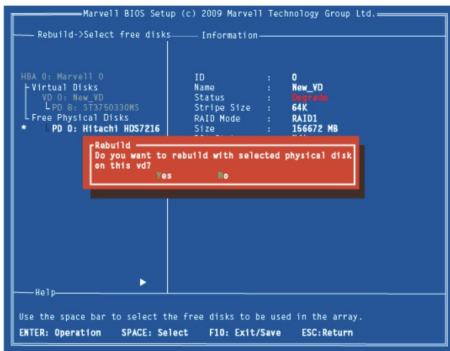 Marvell BIOS Setup (c) 2009 Marvell Technology Group Ltd.
Rebuild->Select free disks
Information
HBA 0: Marvell 0
Virtual Disks
VD 0: New_VD
PD 8: ST3750330NS
Free Physical Disks
* PD 0: Hitachi HDS7216
ID : 0
Name : New_VD
Status : Degrade
Stripe Size : 64K
RAID Mode : RAID1
Size : 156672 MB
Rebuild
Do you want to rebuild with selected physical disk
on this vd?
Yes No
Help
Use the space bar to select the free disks to be used in the array.
ENTER: Operation SPACE: Select F10: Exit/Save ESC:Return